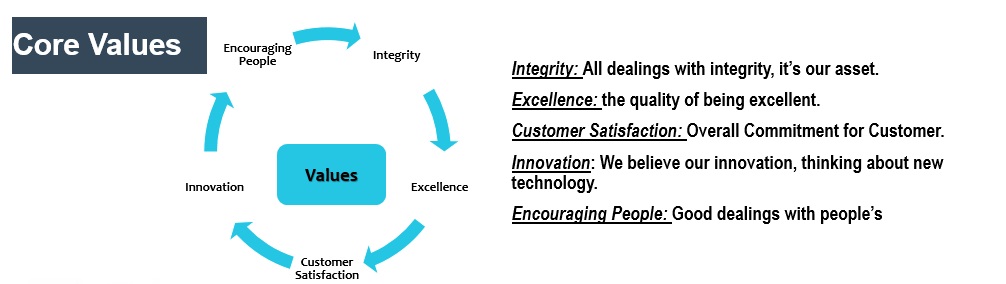 Core Values
Encouraging
People
Integrity
Excellence
Customer
Satisfaction
Innovation
Values
Integrity: All dealings with integrity, it’s our asset.
Excellence: the quality of being excellent.
Customer Satisfaction: Overall Commitment for Customer.
Innovation: We believe our innovation, thinking about new
technology.
Encouraging People: Good dealings with people’s